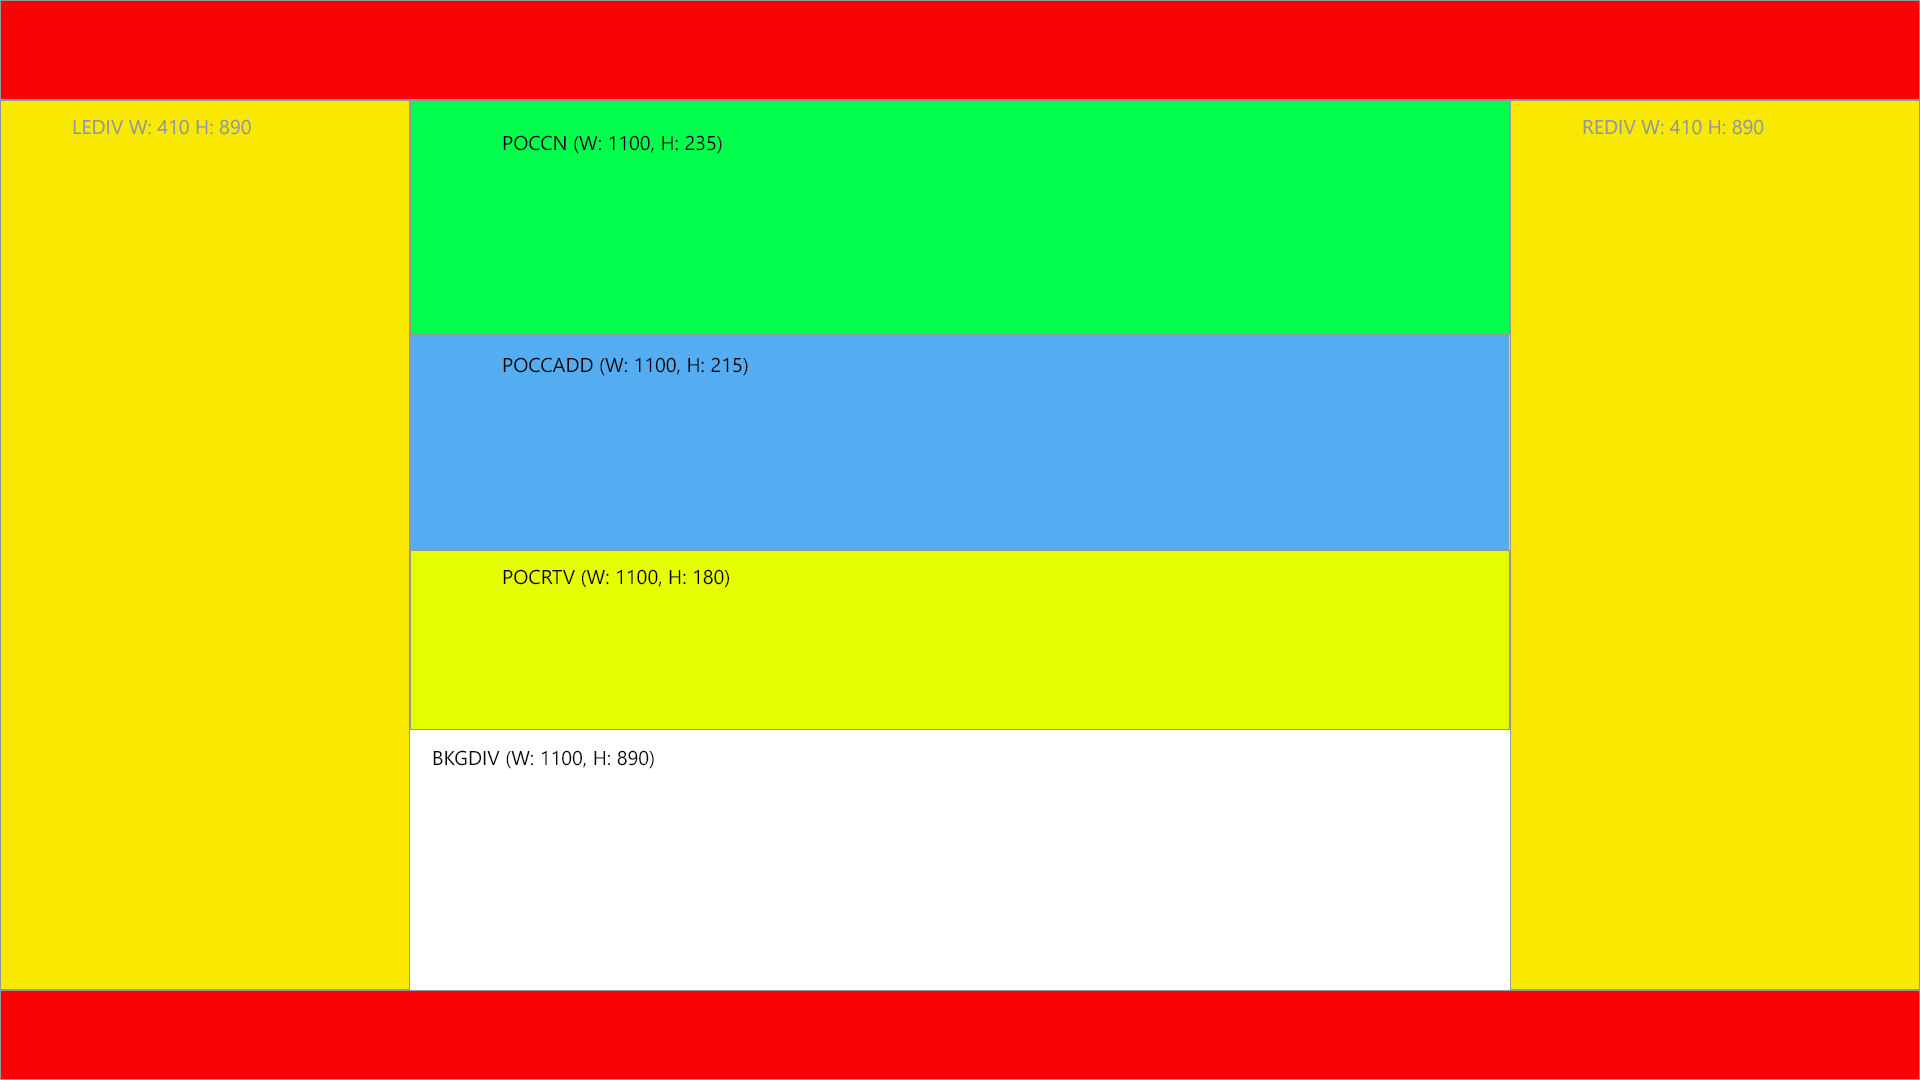 LEDIV W: 410 H: 890
REDIV W: 410 H: 890
POCCN (W: 1100, H: 235)
POCCADD (W: 1100, H: 215)
POCRTV (W: 1100, H: 180)
BKGDIV (W: 1100, H: 890)